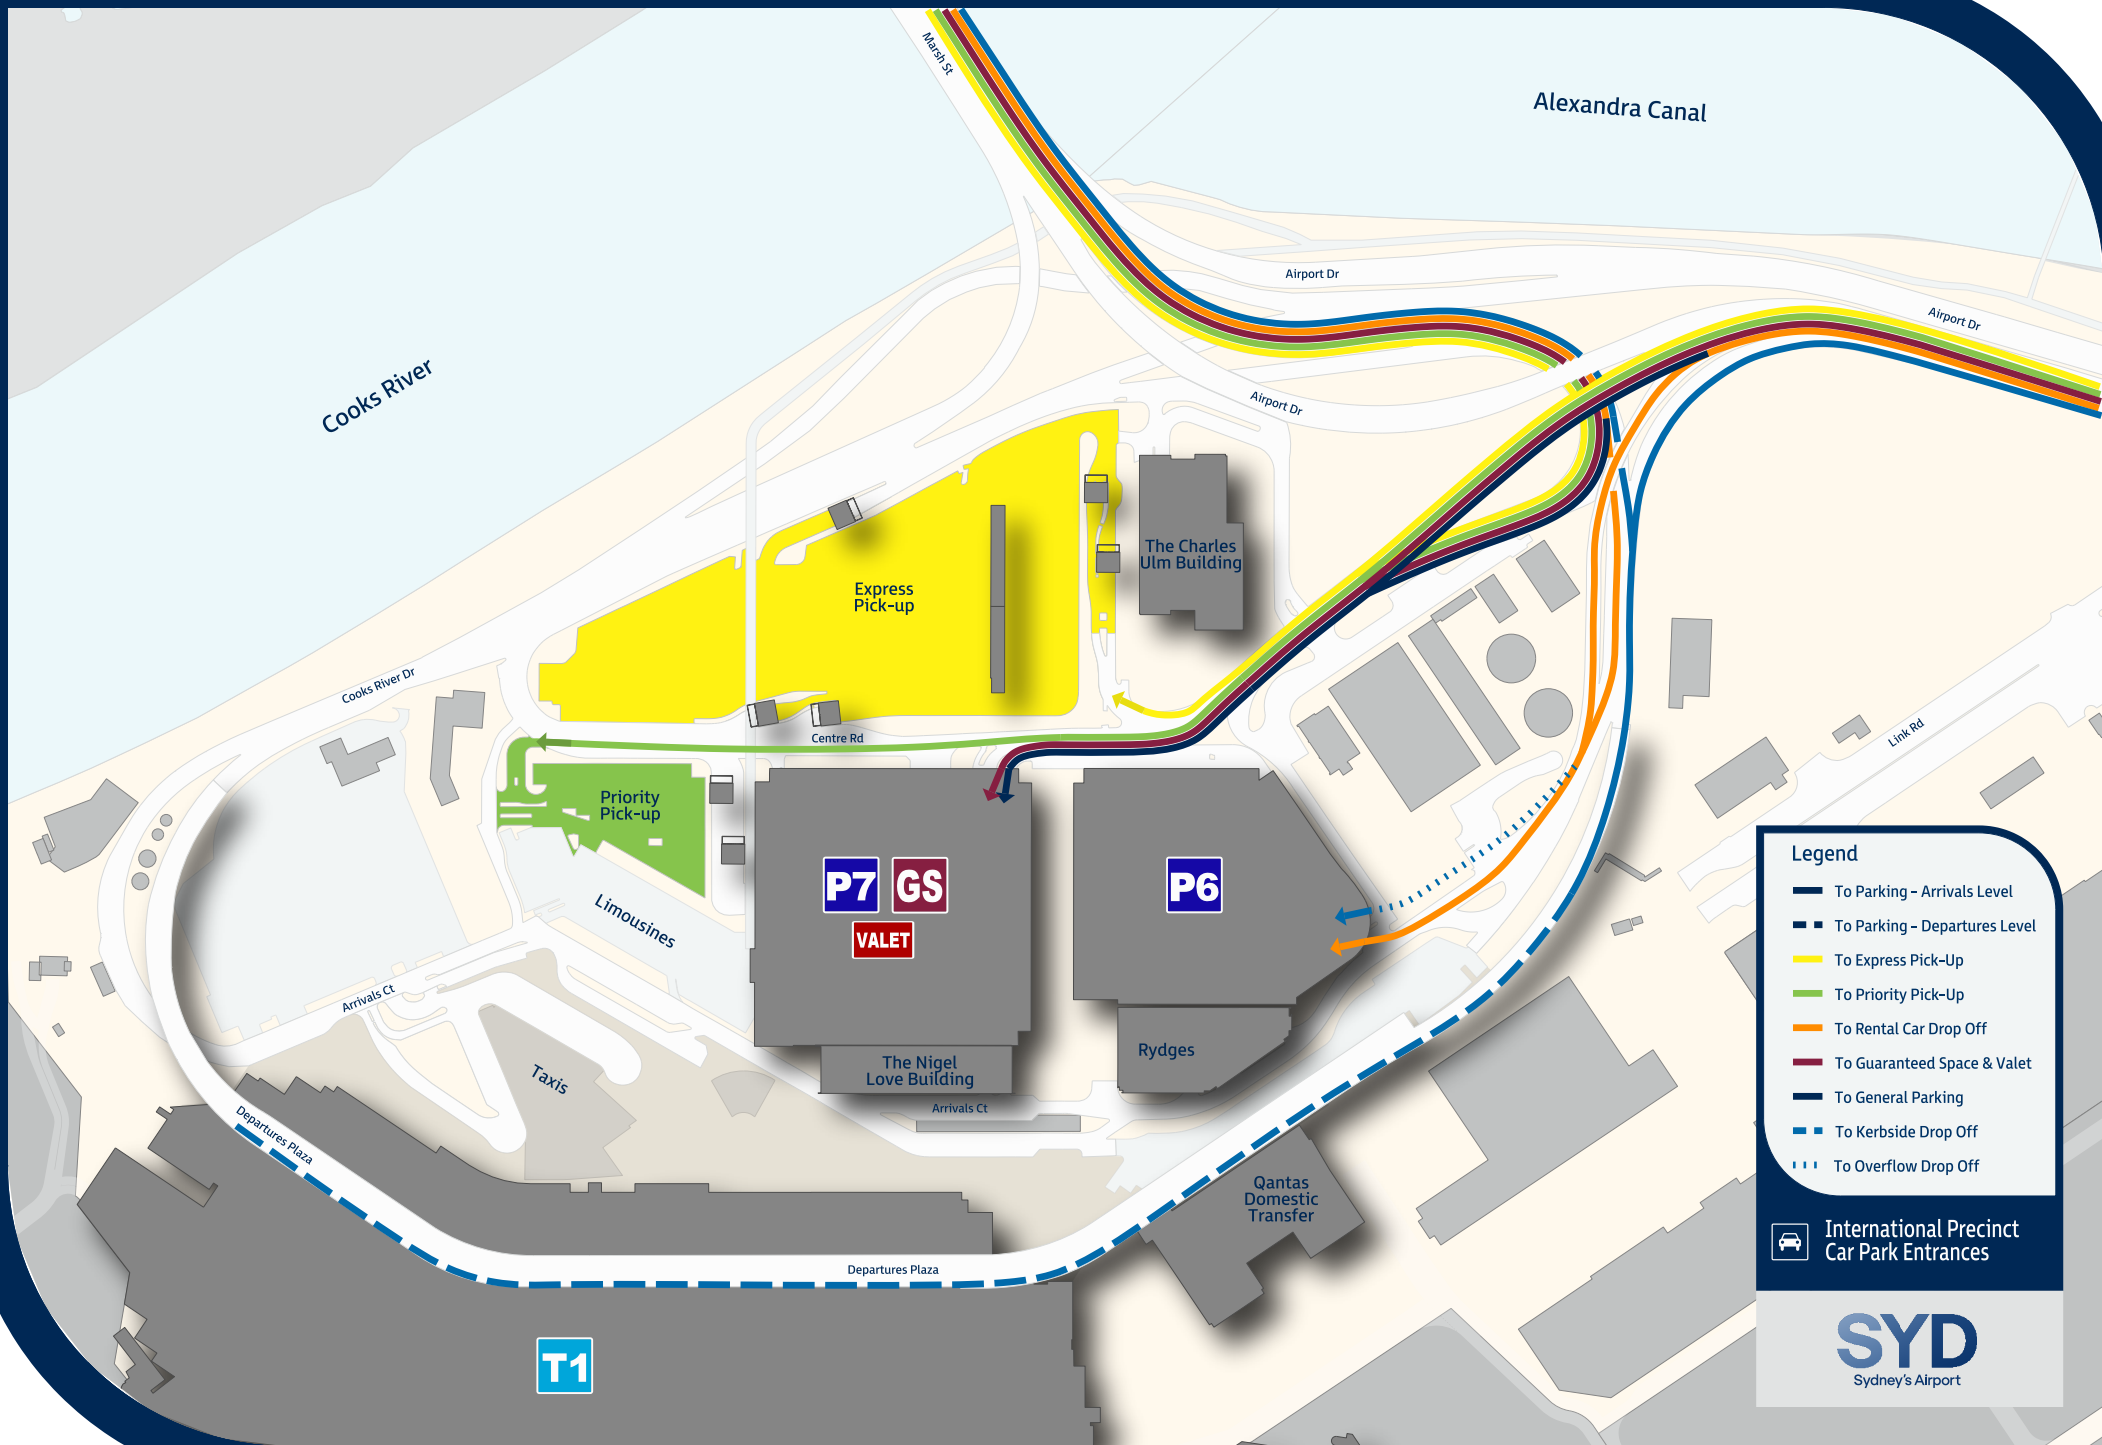 Marsh St
Alexandra Canal
Airport Dr
Airport Dr
Cooks River
Airport Dr
The Charles
Ulm Building
Express
Pick-up
Cooks River Dr
Centre Rd
Link Rd
Priority
Pick-up
P7
GS
P6
VALET
Limousines
Arrivals Ct
Rydges
The Nigel
Love Building
Taxis
Arrivals Ct
Departures Plaza
Qantas
Domestic
Transfer
Departures Plaza
T1
Legend
To Parking - Arrivals Level
To Parking - Departures Level
To Express Pick-Up
To Priority Pick-Up
To Rental Car Drop Off
To Guaranteed Space & Valet
To General Parking
To Kerbside Drop Off
To Overflow Drop Off
International Precinct
Car Park Entrances
SYD
Sydney's Airport